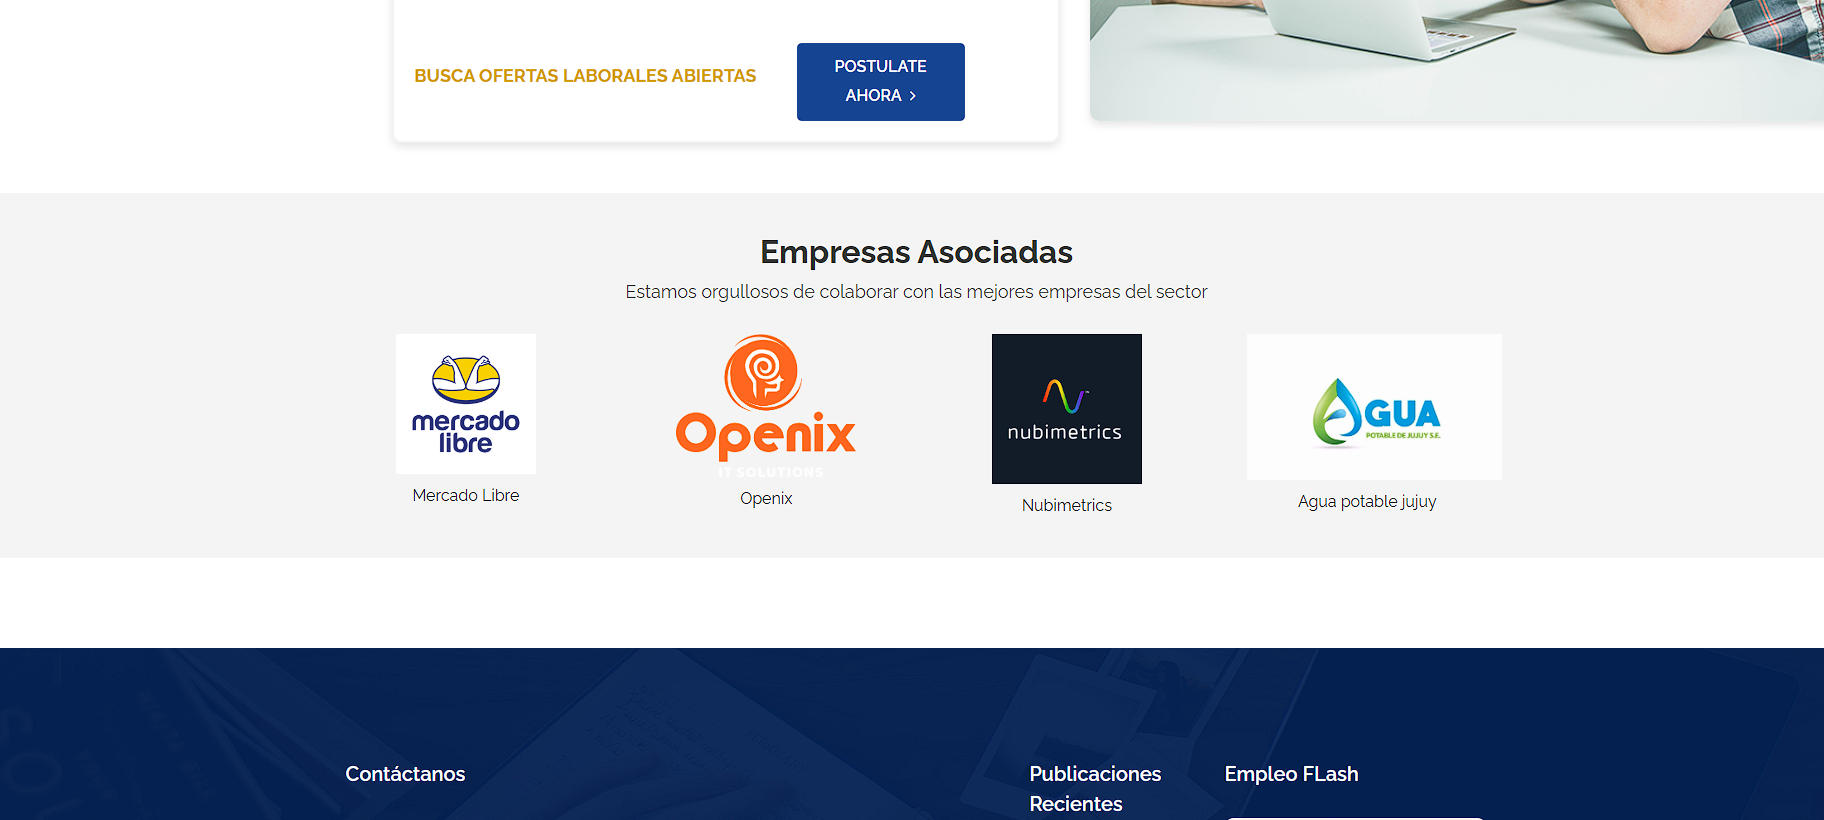 BUSCA OFERTAS LABORALES ABIERTAS
POSTULATE
AHORA
Empresas Asociadas
Estamos orgullosos de colaborar con las mejores empresas del sector
mercado
libre
Mercado Libre
Openix
IT SOLUTIONS
Openix
nubimetrics
Nubimetrics
AGUA
POTABLE DE JUJUY S.E.
Agua potable jujuy
Contáctanos
Publicaciones
Recientes
Empleo FLash